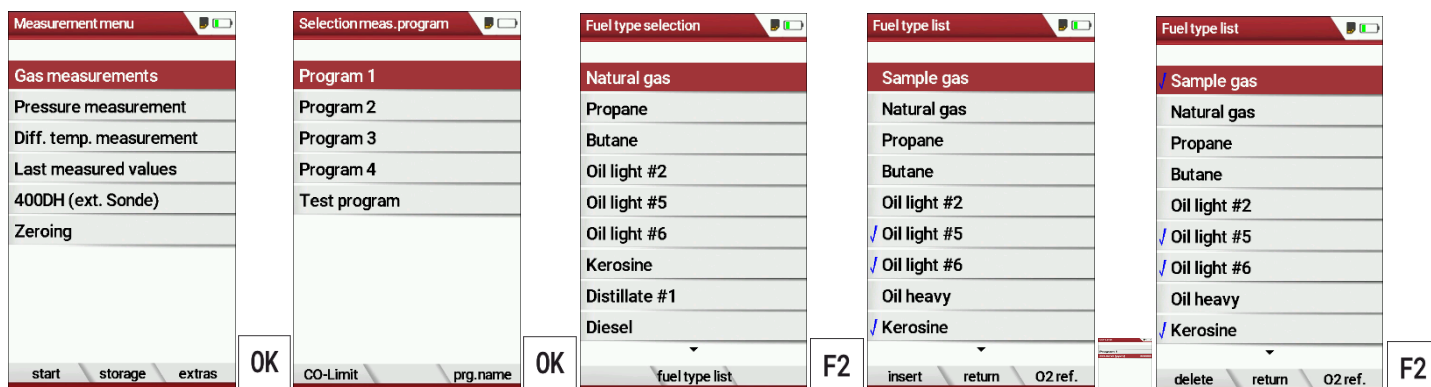 Measurement menu
Gas measurements
Pressure measurement
Diff. temp. measurement
Last measured values
400DH (ext. Sonde)
Zeroing
start storage extras
OK
Selection meas.program
Program 1
Program 2
Program 3
Program 4
Test program
CO-Limit prg.name
OK
Fuel type selection
Natural gas
Propane
Butane
Oil light #2
Oil light #5
Oil light #6
Kerosine
Distillate #1
Diesel
fuel type list
F2
Fuel type list
Sample gas
Natural gas
Propane
Butane
Oil light #2
Oil light #5
Oil light #6
Oil heavy
Kerosine
insert return O2 ref.
Fuel type list
Sample gas
Natural gas
Propane
Butane
Oil light #2
Oil light #5
Oil light #6
Oil heavy
Kerosine
delete return O2 ref.
F2